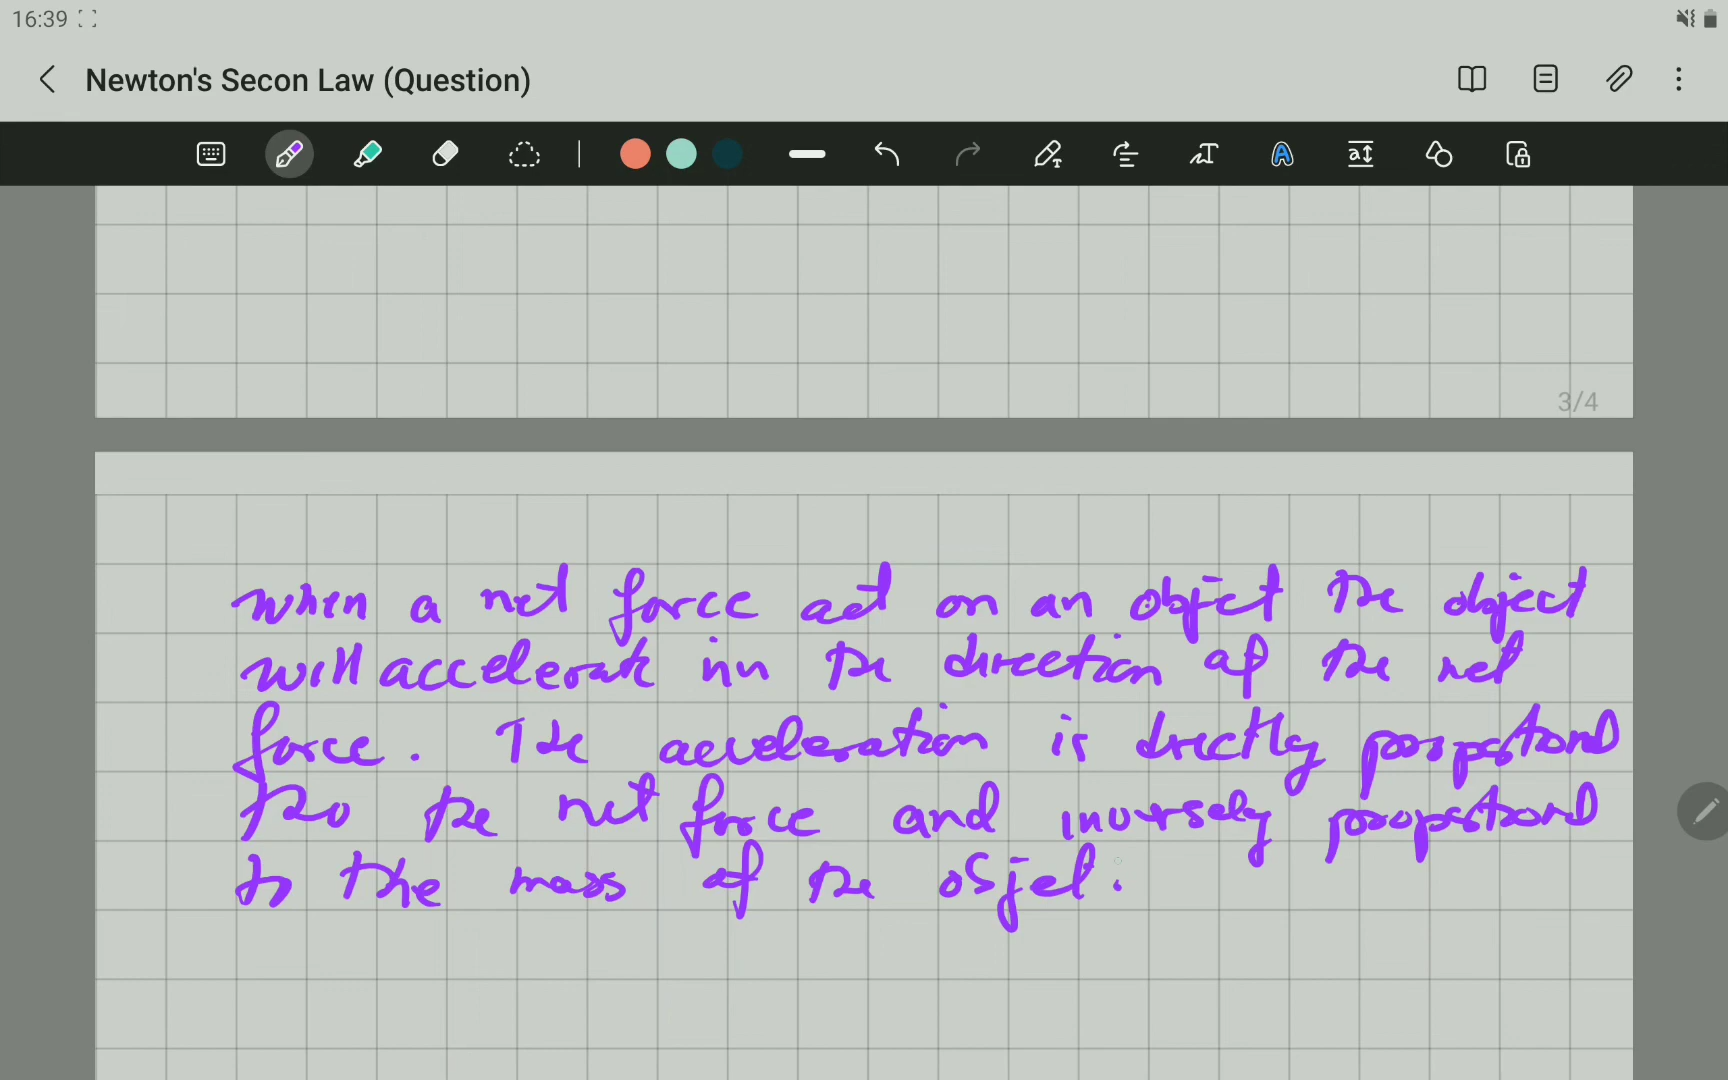 16:39
Newton's Secon Law (Question)
3/4
when a net force act on an object the object
will accelerate in the direction of the net
force. The acceleration is directly proportional
to the net force and inversely proportional
to the mass of the object.